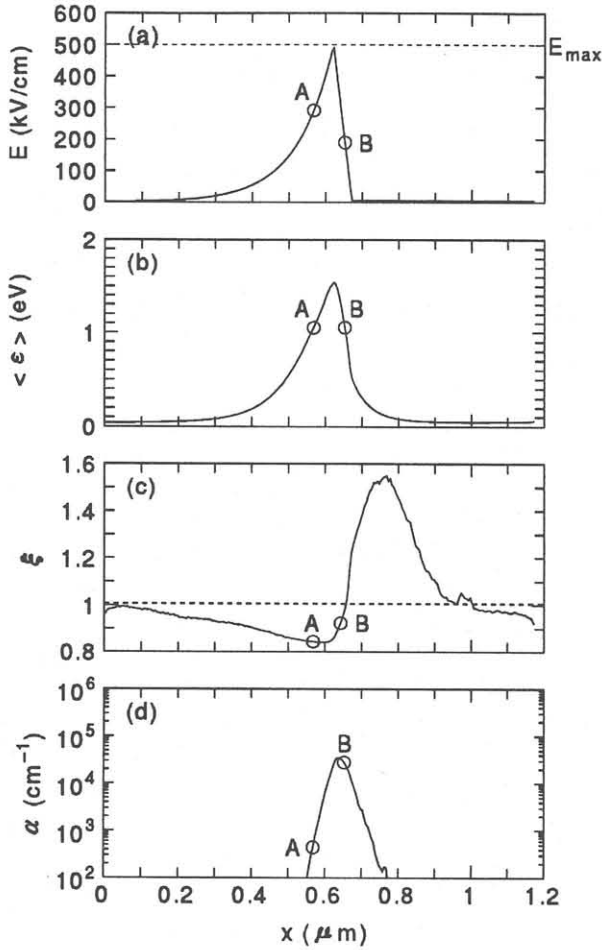 600
(a)
500
E_max
400
A
300
B
200
100
0
E (kV/cm)
2
(b)
A
B
1
0
< ε > (eV)
1.6
(c)
1.4
1.2
1
A
B
0.8
ξ
10^6
(d)
10^5
B
10^4
10^3
A
10^2
α (cm^-1)
0 0.2 0.4 0.6 0.8 1 1.2
x ( μm)